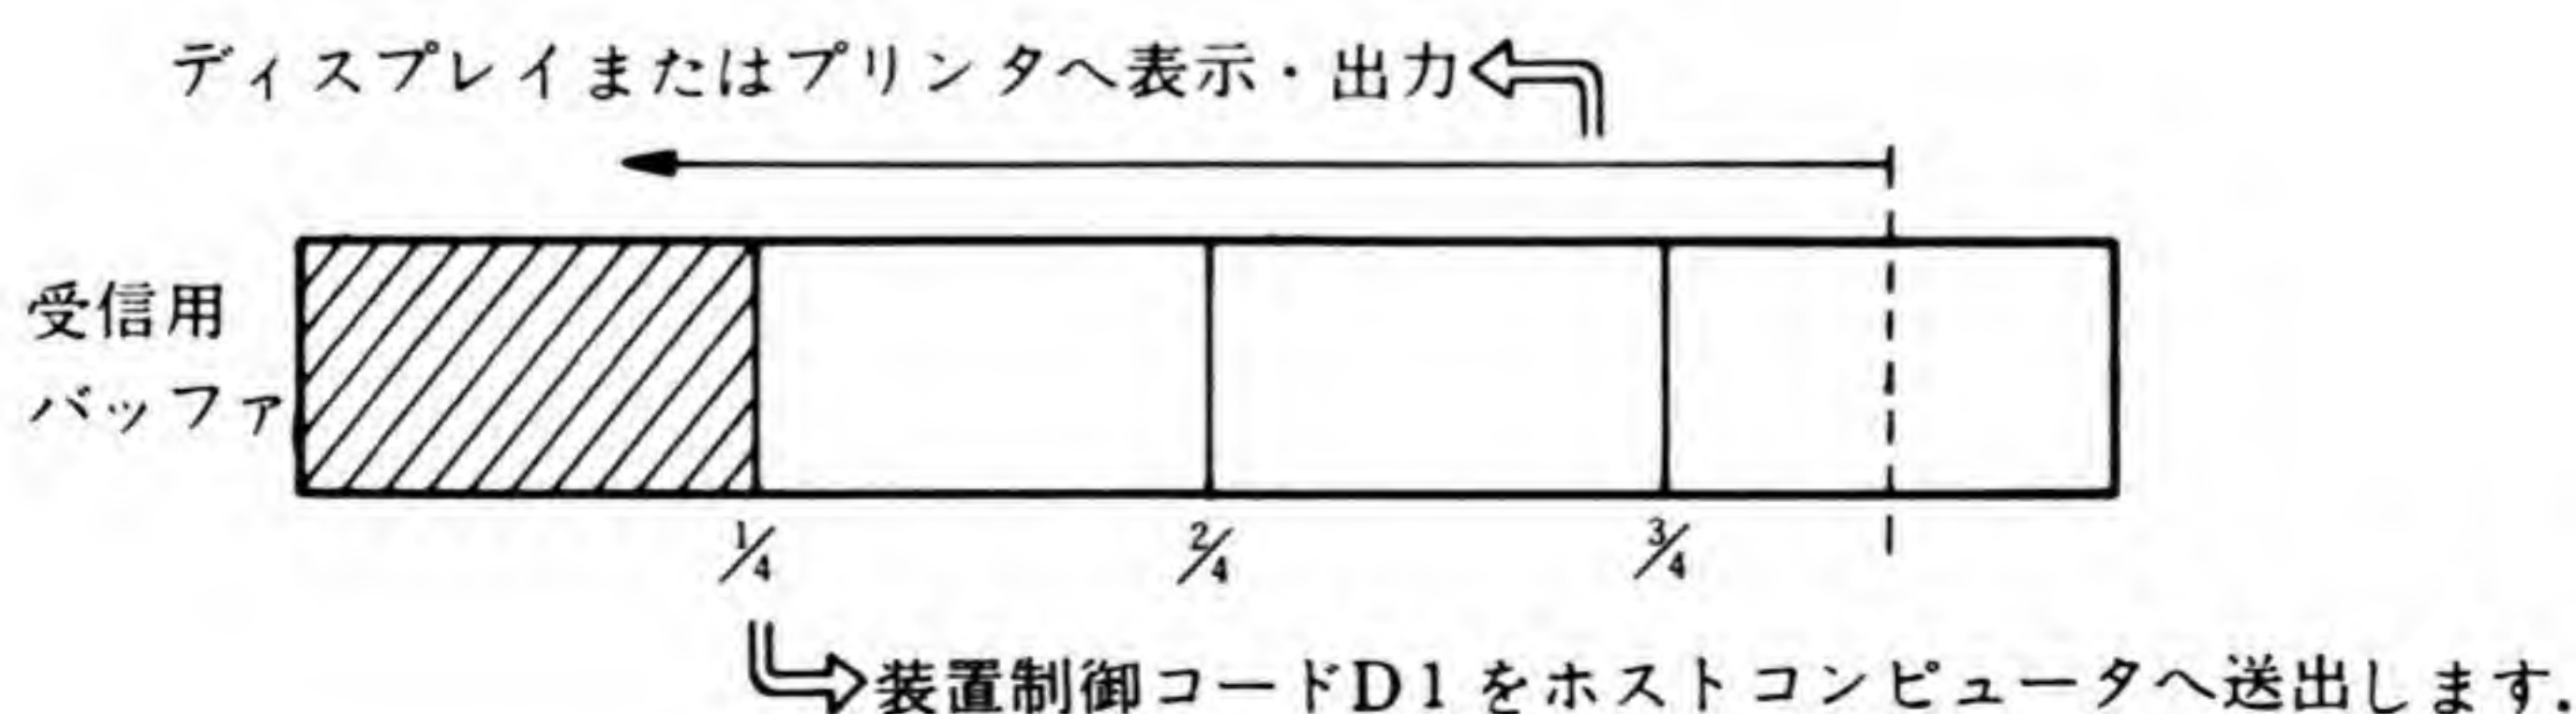 ディスプレイまたはプリンタへ表示・出力
受信用
バッファ
1/4
2/4
3/4
装置制御コードD1をホストコンピュータへ送出します.